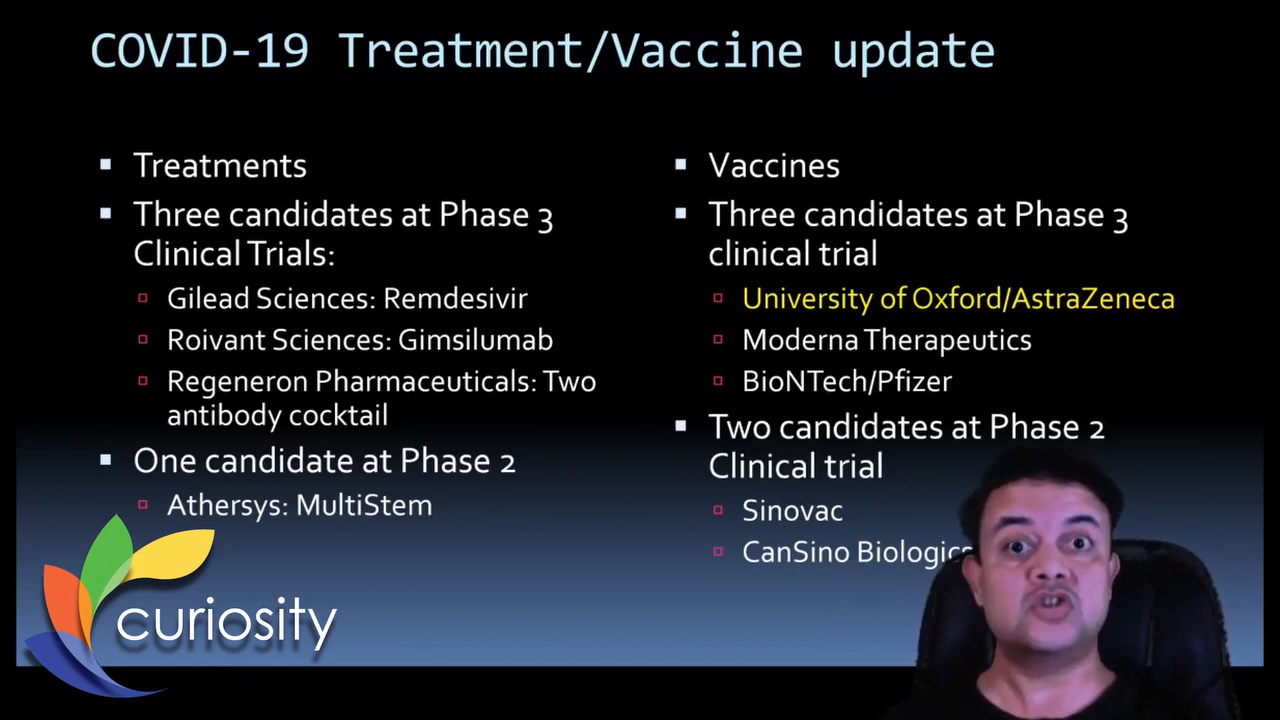 COVID-19 Treatment/Vaccine update
Treatments
Three candidates at Phase 3
Clinical Trials:
Gilead Sciences: Remdesivir
Roivant Sciences: Gimsilumab
Regeneron Pharmaceuticals: Two
antibody cocktail
One candidate at Phase 2
Athersys: MultiStem
Vaccines
Three candidates at Phase 3
clinical trial
University of Oxford/AstraZeneca
Moderna Therapeutics
BioNTech/Pfizer
Two candidates at Phase 2
Clinical trial
Sinovac
CanSino Biologics
curiosity